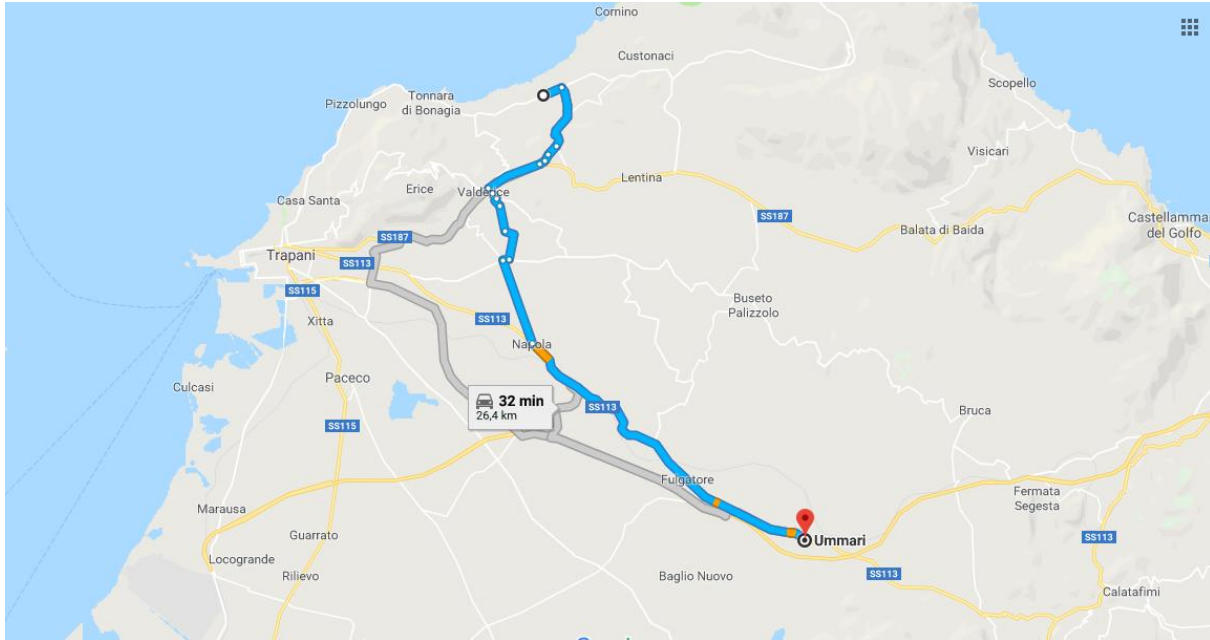 Cornino
Custonaci
Scopello
Tonnara
di Bonagia
Pizzolungo
Visicari
Lentina
Erice
Valderice
Casa Santa
SS187
Castellammare
del Golfo
SS187
Balata di Baida
Trapani
SS113
SS115
Buseto
Palizzolo
Xitta
SS113
Napola
Paceco
Culcasi
32 min
26,4 km
SS113
Bruca
SS115
Fulgatore
Fermata
Segesta
Marausa
Guarrato
Ummari
SS113
Locogrande
Rilievo
Baglio Nuovo
SS113
Calatafimi